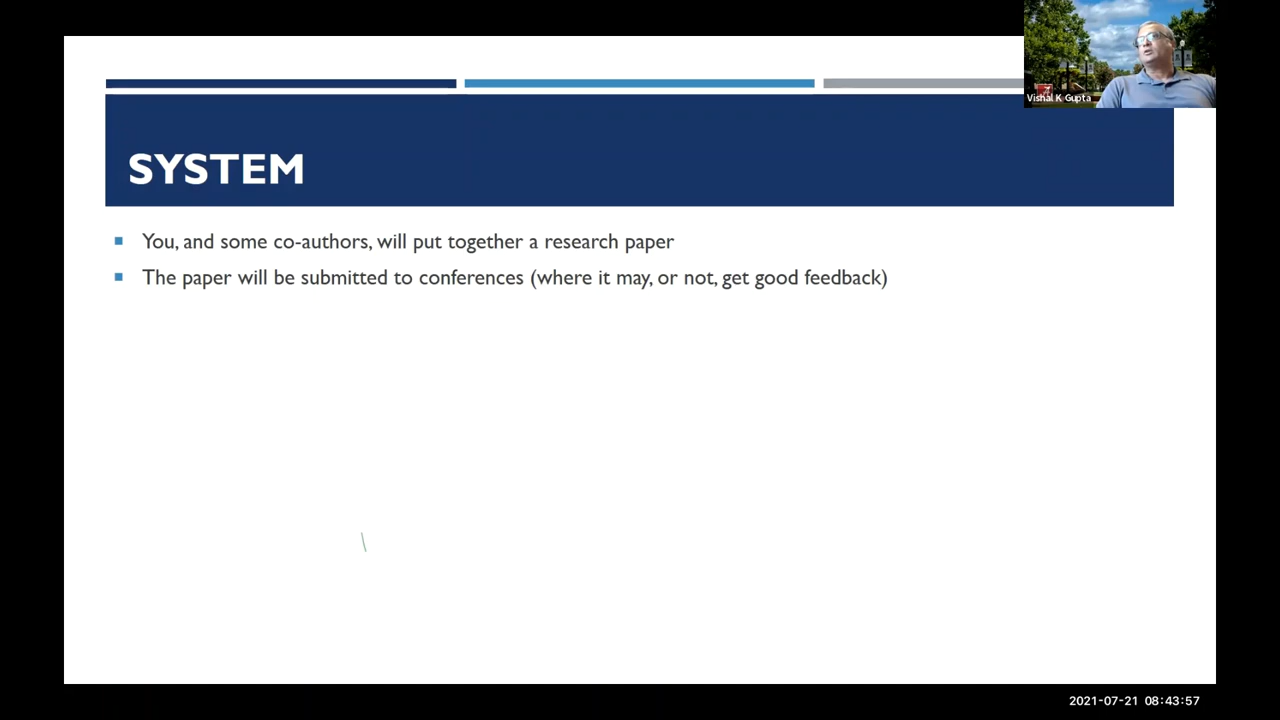 Vishal K Gupta
SYSTEM
You, and some co-authors, will put together a research paper
The paper will be submitted to conferences (where it may, or not, get good feedback)
2021-07-21 08:43:57